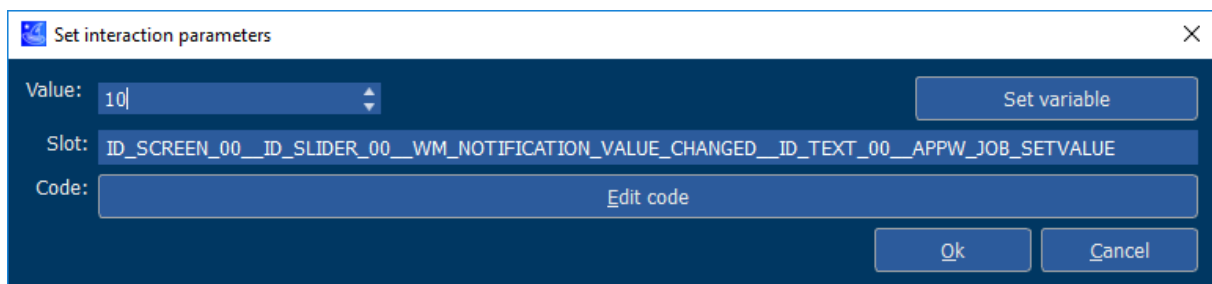 Set interaction parameters
Value: 10 Set variable
Slot: ID_SCREEN_00__ID_SLIDER_00__WM_NOTIFICATION_VALUE_CHANGED__ID_TEXT_00__APPW_JOB_SETVALUE
Code: Edit code
Ok Cancel